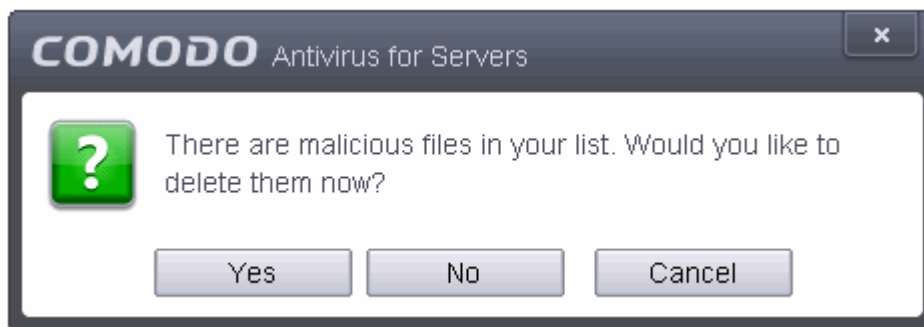 COMODO Antivirus for Servers
There are malicious files in your list. Would you like to
delete them now?
Yes No Cancel